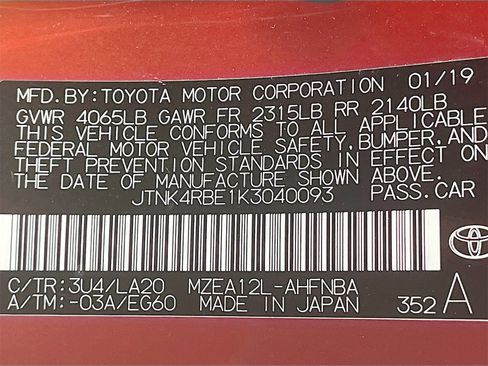 MFD.BY:TOYOTA MOTOR CORPORATION 01/19
GVWR 4065LB GAWR FR 2315LB RR 2140LB
THIS VEHICLE CONFORMS TO ALL APPLICABLE
FEDERAL MOTOR VEHICLE SAFETY,BUMPER,AND
THEFT PREVENTION STANDARDS IN EFFECT ON
THE DATE OF MANUFACTURE SHOWN ABOVE.
JTNK4RBE1K3040093 PASS.CAR
C/TR:3U4/LA20 MZEA12L-AHFNBA
A/TM:-03A/EG60 MADE IN JAPAN 352 A
TOYOTA